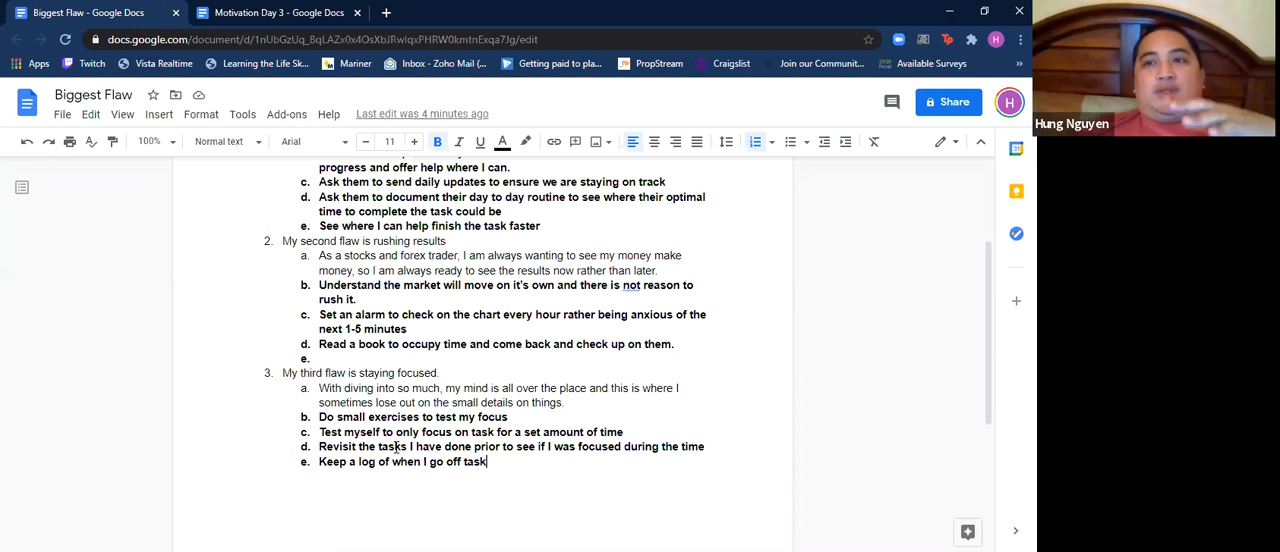 Biggest Flaw - Google Docs
Motivation Day 3 - Google Docs
docs.google.com/document/d/1nUbGzUq_BqLAZx0x4OsXbJRwIqxPHRW0kmtnExqa7Jg/edit
Apps
Twitch
Vista Realtime
Learning the Life Sk...
Mariner
Inbox - Zoho Mail (...
Getting paid to pla...
PropStream
Craigslist
Join our Communit...
Available Surveys
Hung Nguyen
Biggest Flaw
File Edit View Insert Format Tools Add-ons Help
Last edit was 4 minutes ago
Share
H
100%
Normal text
Arial
11
progress and offer help where I can.
c. Ask them to send daily updates to ensure we are staying on track
d. Ask them to document their day to day routine to see where their optimal
time to complete the task could be
e. See where I can help finish the task faster
2. My second flaw is rushing results
a. As a stocks and forex trader, I am always wanting to see my money make
money, so I am always ready to see the results now rather than later.
b. Understand the market will move on it's own and there is not reason to
rush it.
c. Set an alarm to check on the chart every hour rather being anxious of the
next 1-5 minutes
d. Read a book to occupy time and come back and check up on them.
e.
3. My third flaw is staying focused.
a. With diving into so much, my mind is all over the place and this is where I
sometimes lose out on the small details on things.
b. Do small exercises to test my focus
c. Test myself to only focus on task for a set amount of time
d. Revisit the tasks I have done prior to see if I was focused during the time
e. Keep a log of when I go off task